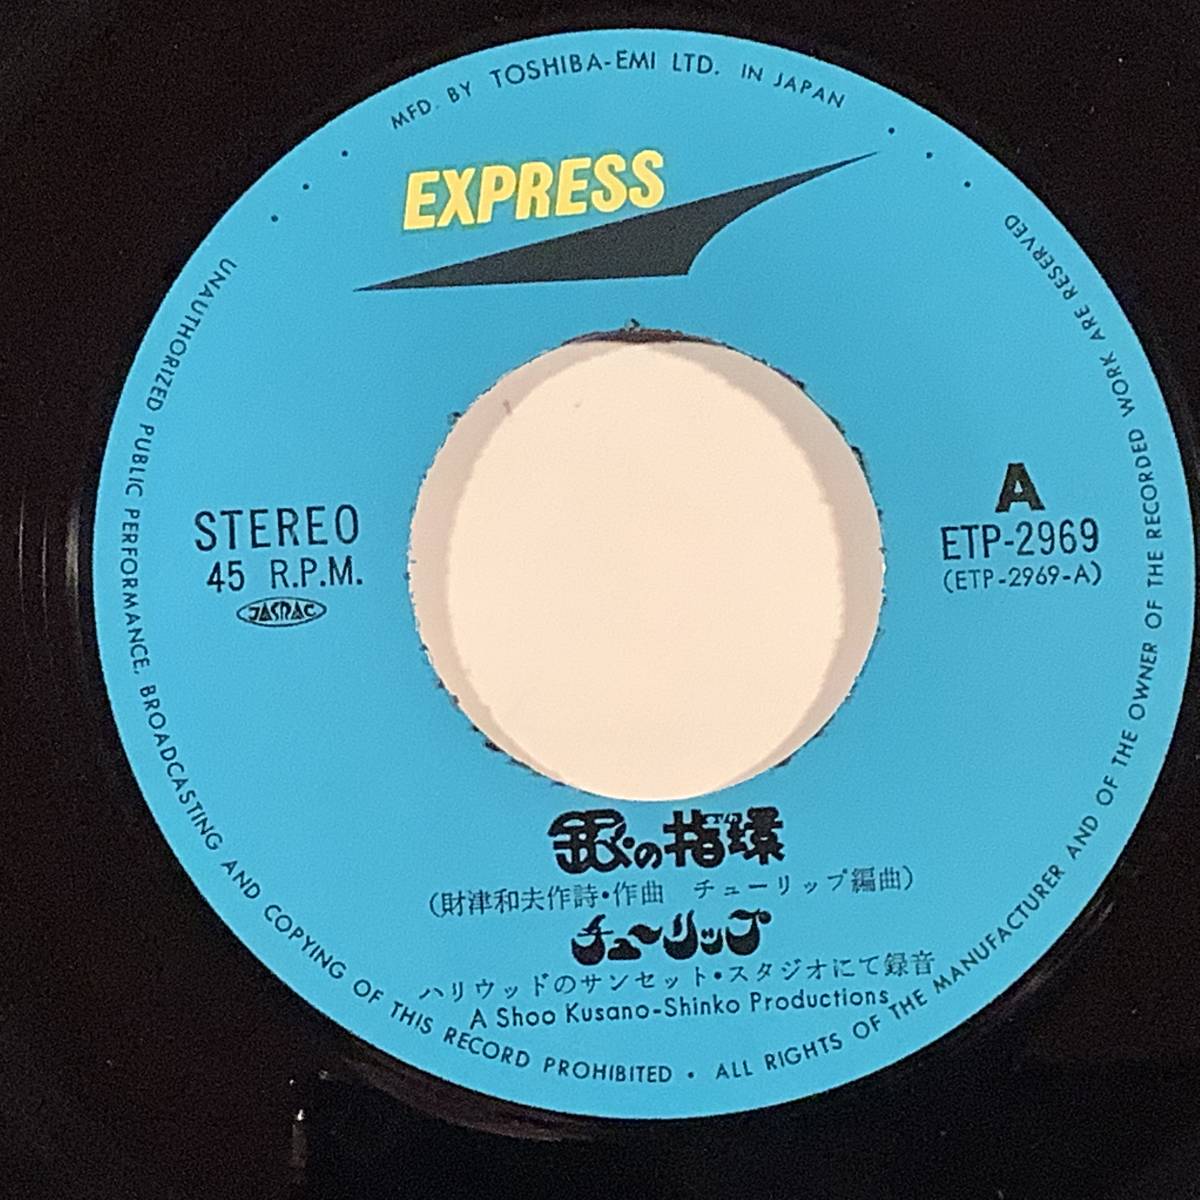 MFD. BY TOSHIBA-EMI LTD. IN JAPAN
EXPRESS
STEREO
45 R.P.M.
JASRAC
A
ETP-2969
(ETP-2969-A)
銀の指環
(財津和夫作詩・作曲 チューリップ編曲)
チューリップ
ハリウッドのサンセット・スタジオにて録音
A Shoo Kusano-Shinko Productions
UNAUTHORIZED PUBLIC PERFORMANCE, BROADCASTING AND COPYING OF THIS RECORD PROHIBITED • ALL RIGHTS OF THE MANUFACTURER AND OF THE OWNER OF THE RECORDED WORK ARE RESERVED